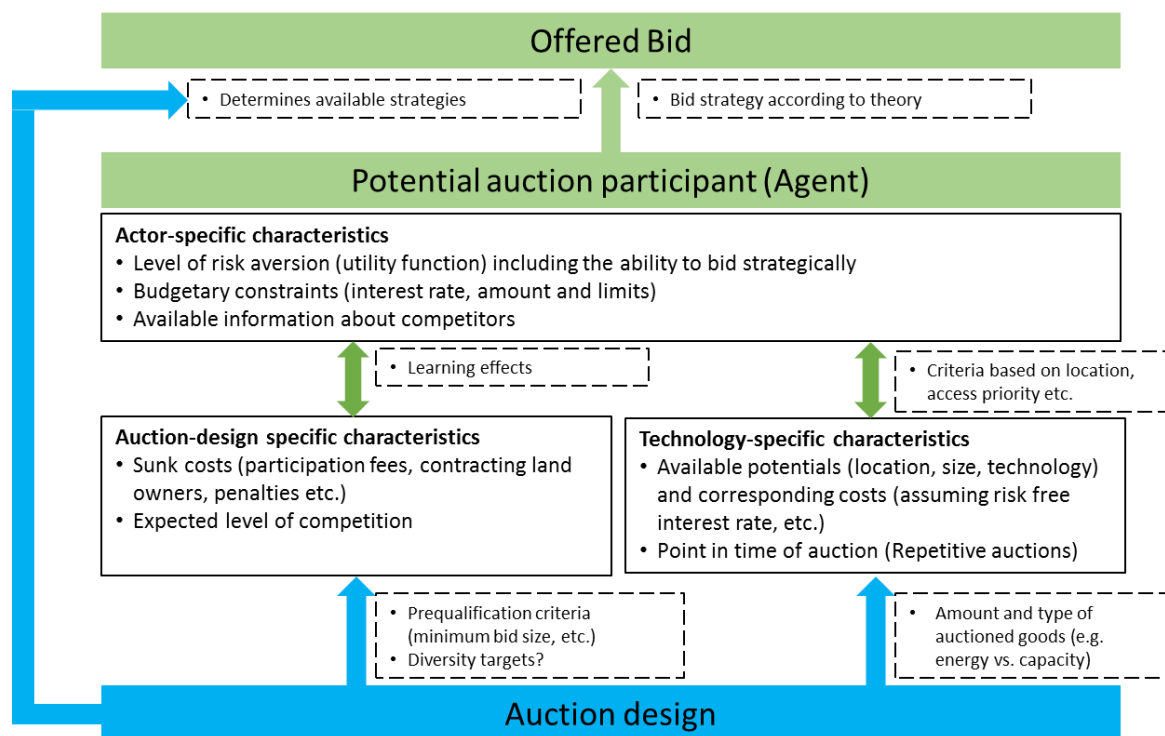 Offered Bid
• Determines available strategies
• Bid strategy according to theory
Potential auction participant (Agent)
Actor-specific characteristics
• Level of risk aversion (utility function) including the ability to bid strategically
• Budgetary constraints (interest rate, amount and limits)
• Available information about competitors
• Learning effects
• Criteria based on location,
access priority etc.
Auction-design specific characteristics
• Sunk costs (participation fees, contracting land
owners, penalties etc.)
• Expected level of competition
Technology-specific characteristics
• Available potentials (location, size, technology)
and corresponding costs (assuming risk free
interest rate, etc.)
• Point in time of auction (Repetitive auctions)
• Prequalification criteria
(minimum bid size, etc.)
• Diversity targets?
• Amount and type of
auctioned goods (e.g.
energy vs. capacity)
Auction design